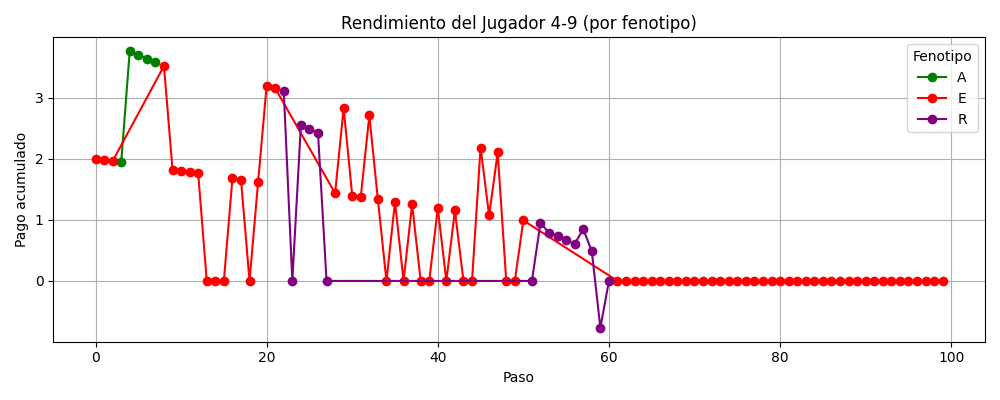 Rendimiento del Jugador 4-9 (por fenotipo)
Pago acumulado
3
2
1
0
0
20
40
60
80
100
Paso
Fenotipo
A
E
R